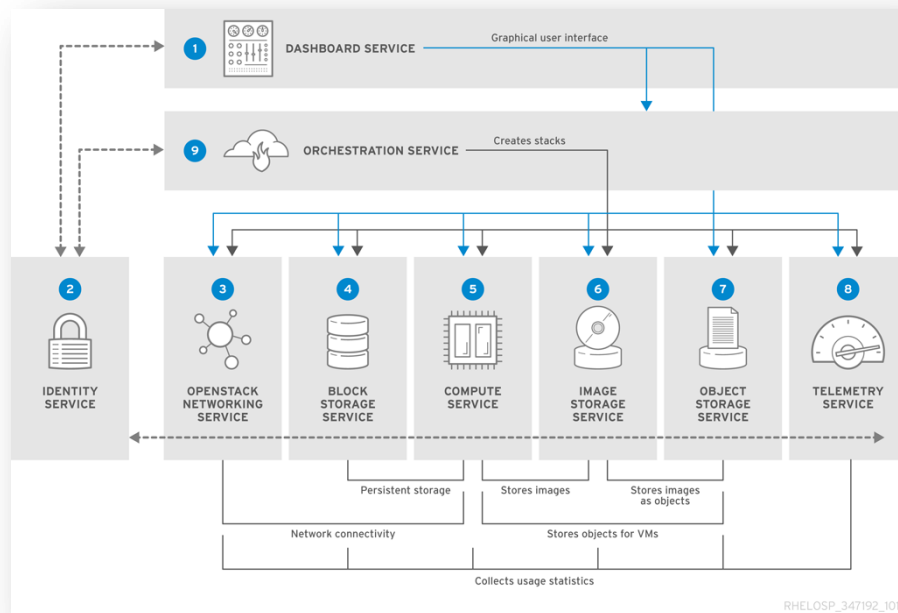 1
DASHBOARD SERVICE
Graphical user interface
9
ORCHESTRATION SERVICE
Creates stacks
2
IDENTITY
SERVICE
3
OPENSTACK
NETWORKING
SERVICE
4
BLOCK
STORAGE
SERVICE
5
COMPUTE
SERVICE
6
IMAGE
STORAGE
SERVICE
7
OBJECT
STORAGE
SERVICE
8
TELEMETRY
SERVICE
Persistent storage
Stores images
Stores images
as objects
Network connectivity
Stores objects for VMs
Collects usage statistics
RHELOSP_347192_101